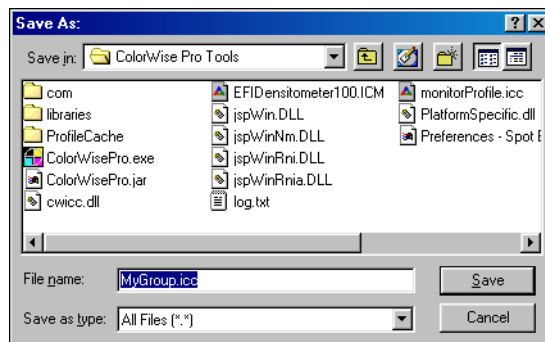 Save As:
Save in: ColorWise Pro Tools
com
libraries
ProfileCache
ColorWisePro.exe
ColorWisePro.jar
cwicc.dll
EFIDensitometer100.ICM
jspWin.DLL
jspWinNm.DLL
jspWinRni.DLL
jspWinRnia.DLL
log.txt
monitorProfile.icc
PlatformSpecific.dll
Preferences - Spot E
File name: MyGroup.icc Save
Save as type: All Files (*.*) Cancel